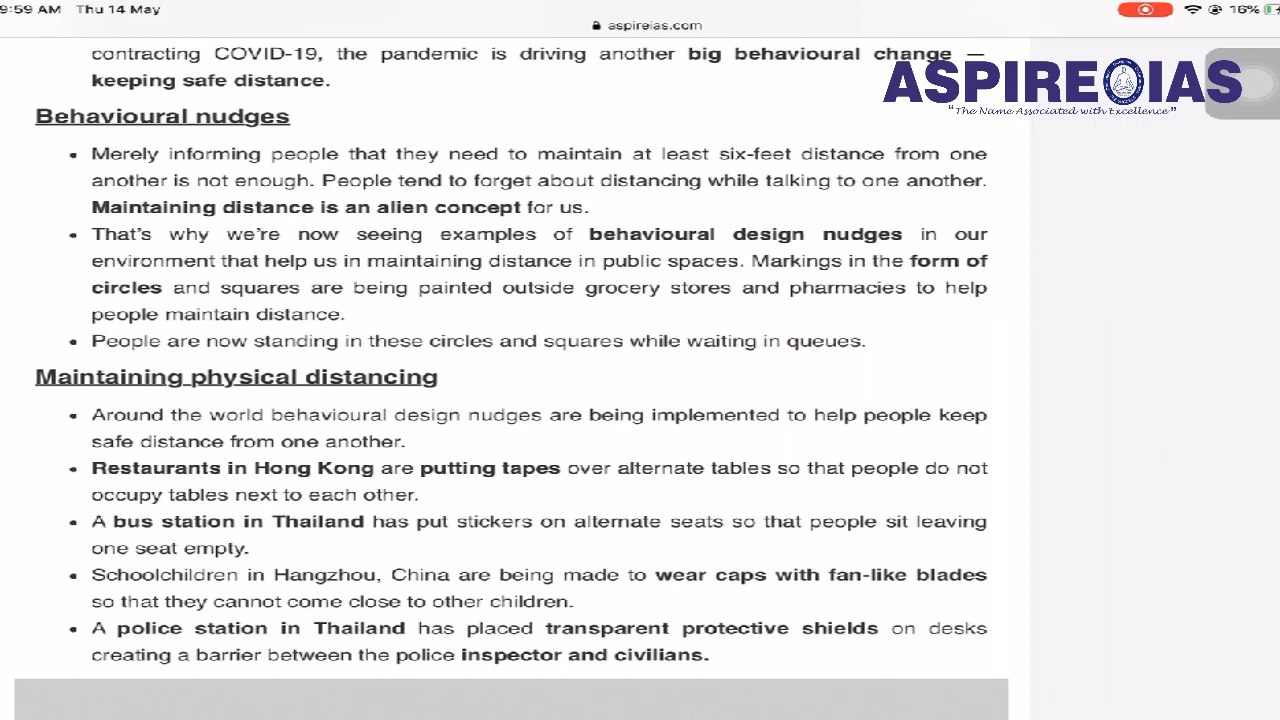 9:59 AM Thu 14 May
16%
aspireias.com
contracting COVID-19, the pandemic is driving another big behavioural change —
keeping safe distance.
ASPIRE IAS
"The Name Associated with Excellence"
Behavioural nudges
• Merely informing people that they need to maintain at least six-feet distance from one
another is not enough. People tend to forget about distancing while talking to one another.
Maintaining distance is an alien concept for us.
• That's why we're now seeing examples of behavioural design nudges in our
environment that help us in maintaining distance in public spaces. Markings in the form of
circles and squares are being painted outside grocery stores and pharmacies to help
people maintain distance.
• People are now standing in these circles and squares while waiting in queues.
Maintaining physical distancing
• Around the world behavioural design nudges are being implemented to help people keep
safe distance from one another.
• Restaurants in Hong Kong are putting tapes over alternate tables so that people do not
occupy tables next to each other.
• A bus station in Thailand has put stickers on alternate seats so that people sit leaving
one seat empty.
• Schoolchildren in Hangzhou, China are being made to wear caps with fan-like blades
so that they cannot come close to other children.
• A police station in Thailand has placed transparent protective shields on desks
creating a barrier between the police inspector and civilians.